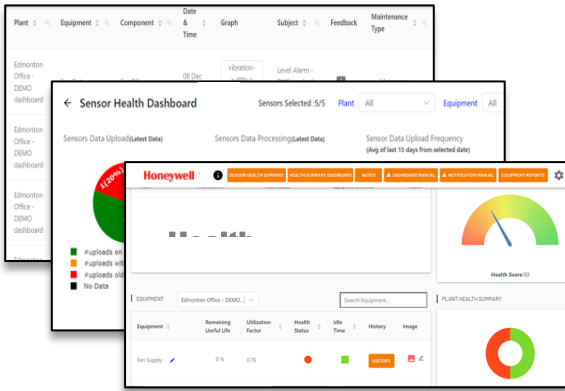 Plant Equipment Component Date & Time Graph Subject Feedback Maintenance Type
Edmonton Office - DEMO dashboard
08 Dec
vibration-
Level Alarm -
Edmonton Office - DEMO dashboard
Edmonton Office - DEMO dashboard
← Sensor Health Dashboard Sensors Selected :5/5 Plant All Equipment All
Sensors Data Upload(Latest Data) Sensors Data Processing(Latest Data) Sensor Data Upload Frequency
(Avg of last 15 days from selected date)
1(20%)
#uploads on
#uploads wit
#uploads old
No Data
Honeywell SENSOR HEALTH SUMMARY HEALTH SUMMARY DASHBOARD NOTES DASHBOARD MANUAL NOTIFICATION MANUAL EQUIPMENT REPORTS
Health Score:50
EQUIPMENT Edmonton Office - DEMO... Search Equipment... PLANT HEALTH SUMMARY
Equipment Remaining Useful Life Utilization Factor Health Status Idle Time History Image
Fan Supply 0 % 0.76 HISTORY